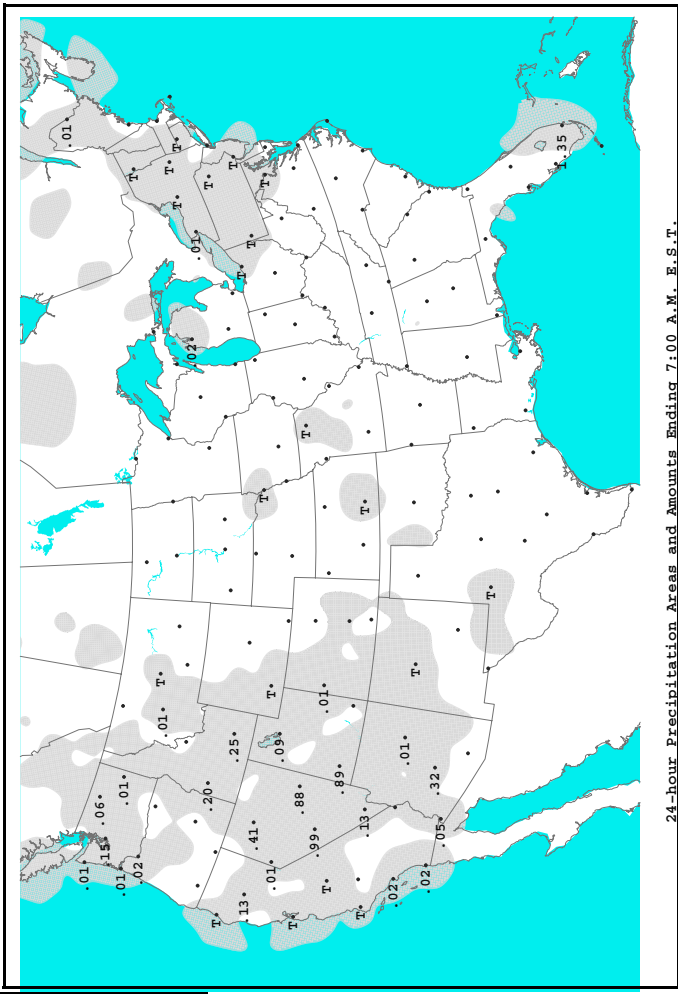 .01
.01
.06
.15
.01
.01
T
.02
T
.01
T
T
T
.02
.01
.20
T
T
T
.25
T
.13
T
.41
T
T
.01
T
.09
T
.88
T
.99
.01
T
.89
T
.13
T
.02
.01
T
.02
.32
.05
T
1.35
24-hour Precipitation Areas and Amounts Ending 7:00 A.M. E.S.T.